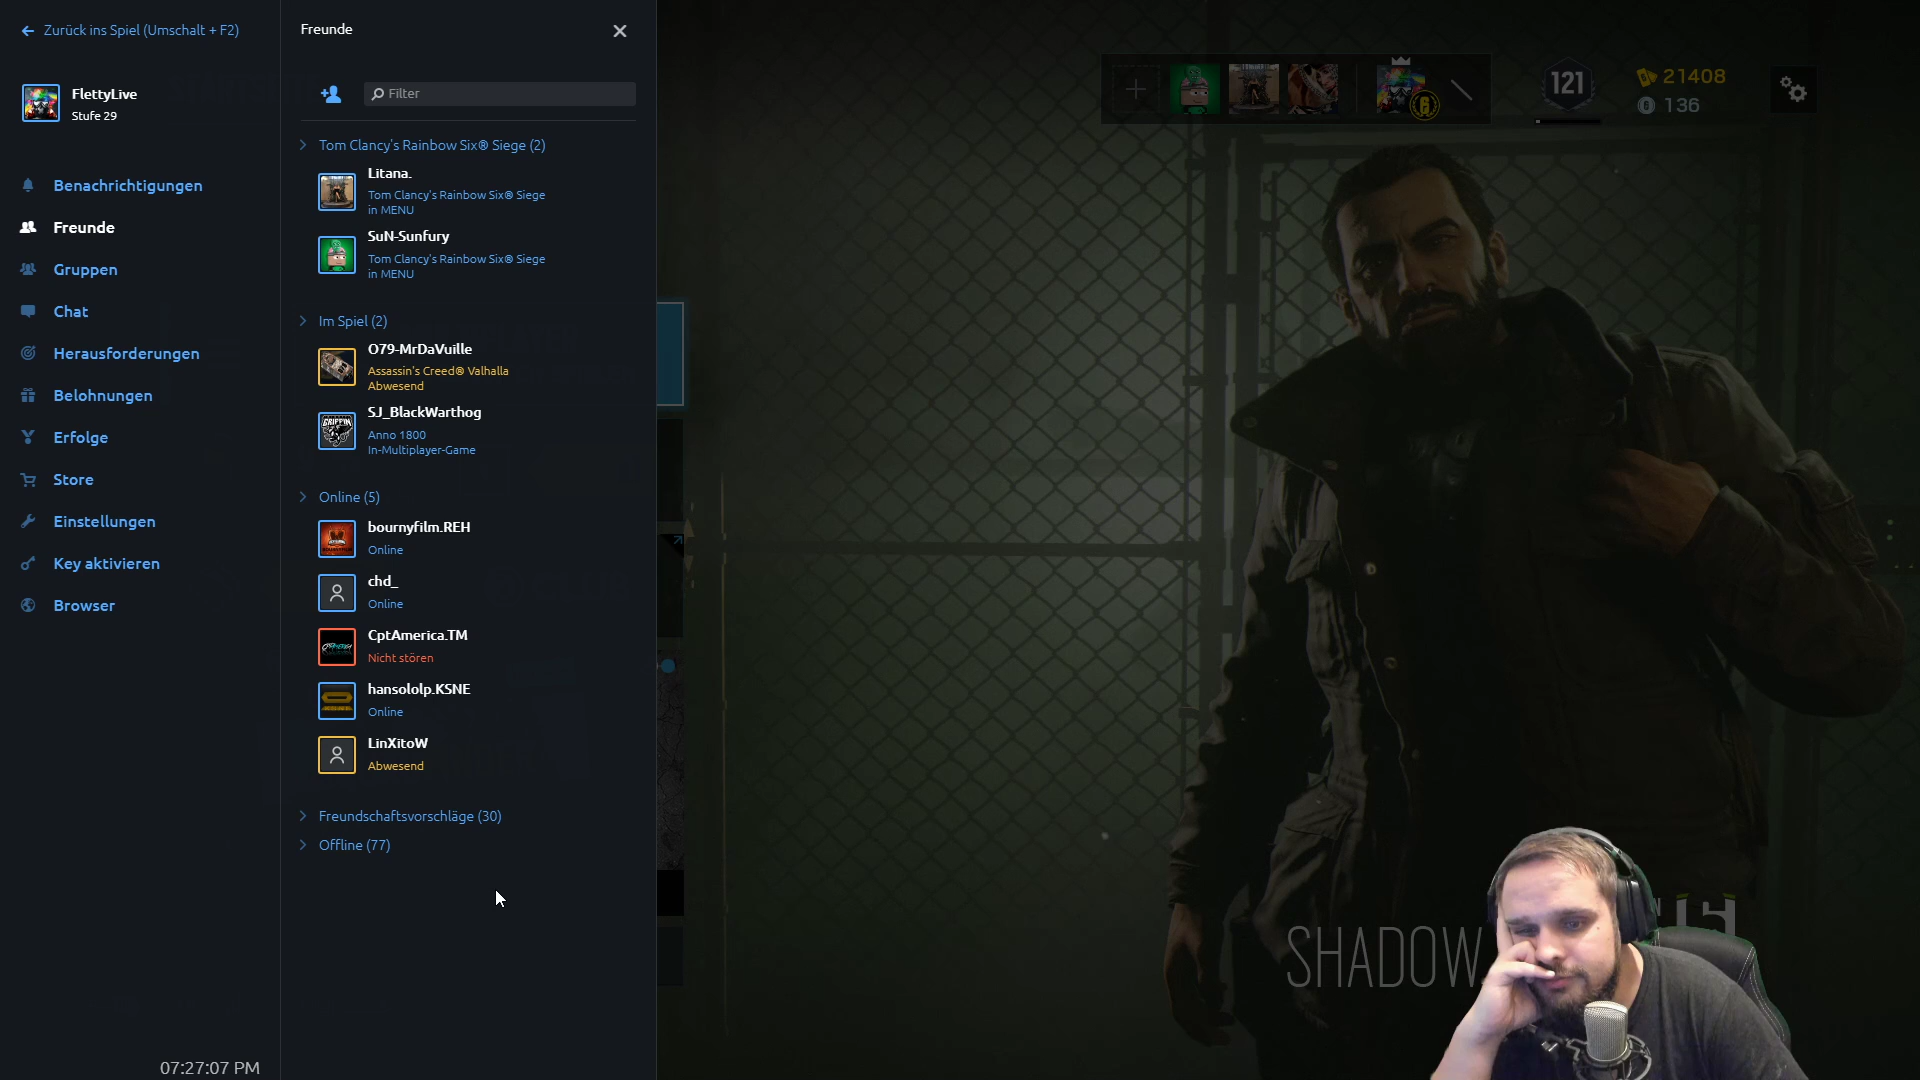 Zurück ins Spiel (Umschalt + F2)
FlettyLive
Stufe 29
Benachrichtigungen
Freunde
Gruppen
Chat
Herausforderungen
Belohnungen
Erfolge
Store
Einstellungen
Key aktivieren
Browser
07:27:07 PM
Freunde
Filter
Tom Clancy's Rainbow Six® Siege (2)
Litana.
Tom Clancy's Rainbow Six® Siege
in MENU
SuN-Sunfury
Tom Clancy's Rainbow Six® Siege
in MENU
Im Spiel (2)
O79-MrDaVuille
Assassin's Creed® Valhalla
Abwesend
SJ_BlackWarthog
Anno 1800
In-Multiplayer-Game
Online (5)
bournyfilm.REH
Online
chd_
Online
CptAmerica.TM
Nicht stören
hansololp.KSNE
Online
LinXitoW
Abwesend
Freundschaftsvorschläge (30)
Offline (77)
121
21408
136
SHADOW